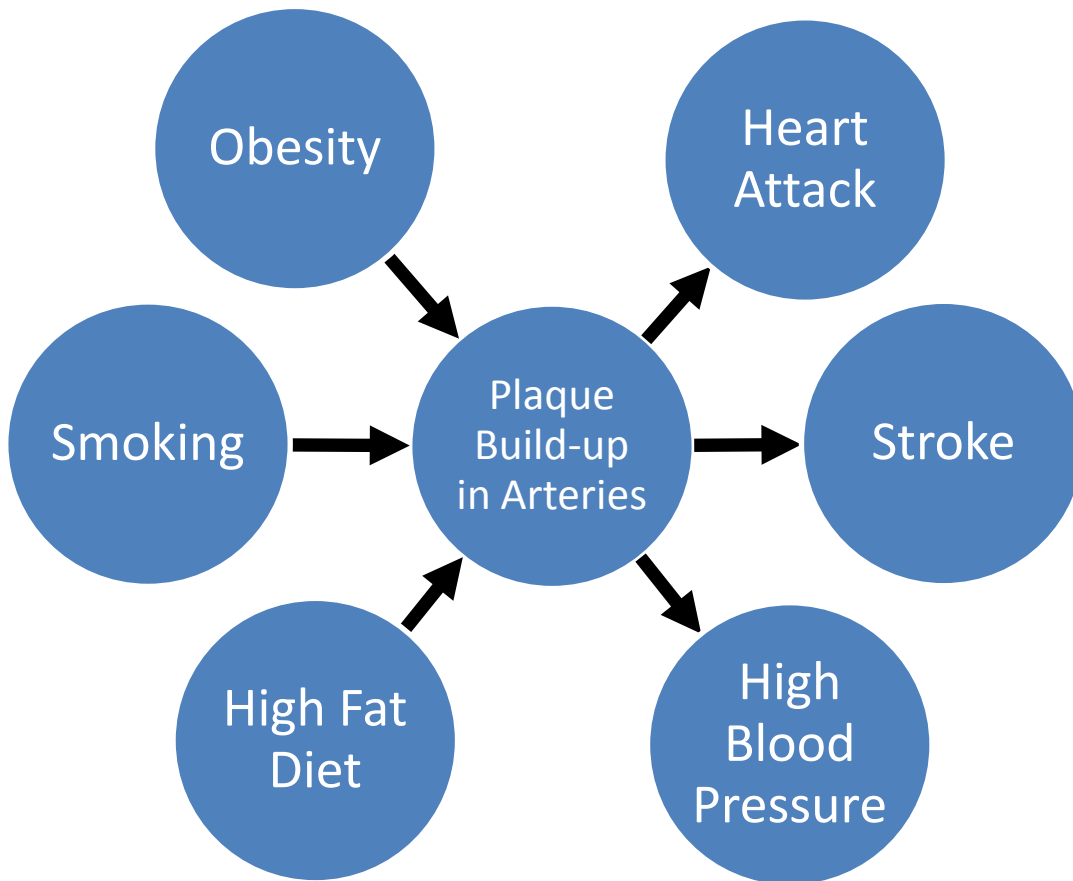 Obesity
Heart
Attack
Smoking
Plaque
Build-up
in Arteries
Stroke
High Fat
Diet
High
Blood
Pressure